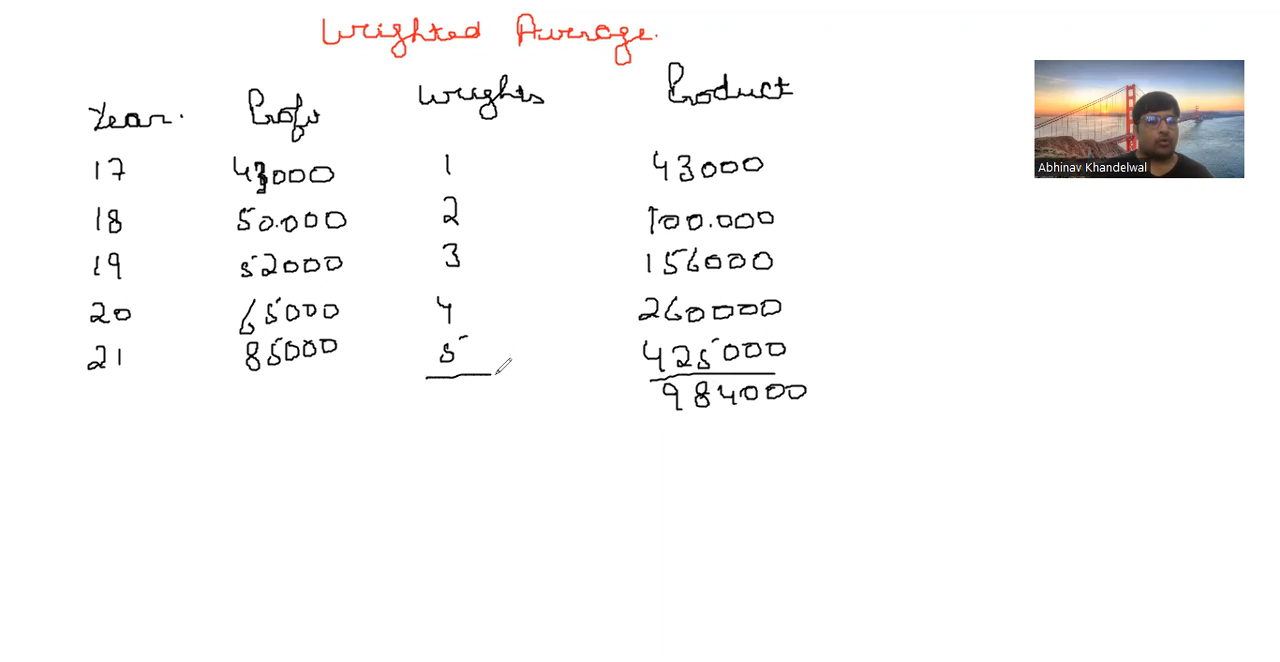 Weighted Average.
Year. Profit Weights Product
17 43000 1 43000
18 50.000 2 100.000
19 52000 3 156000
20 65000 4 260000
21 85000 5 425000
984000
Abhinav Khandelwal